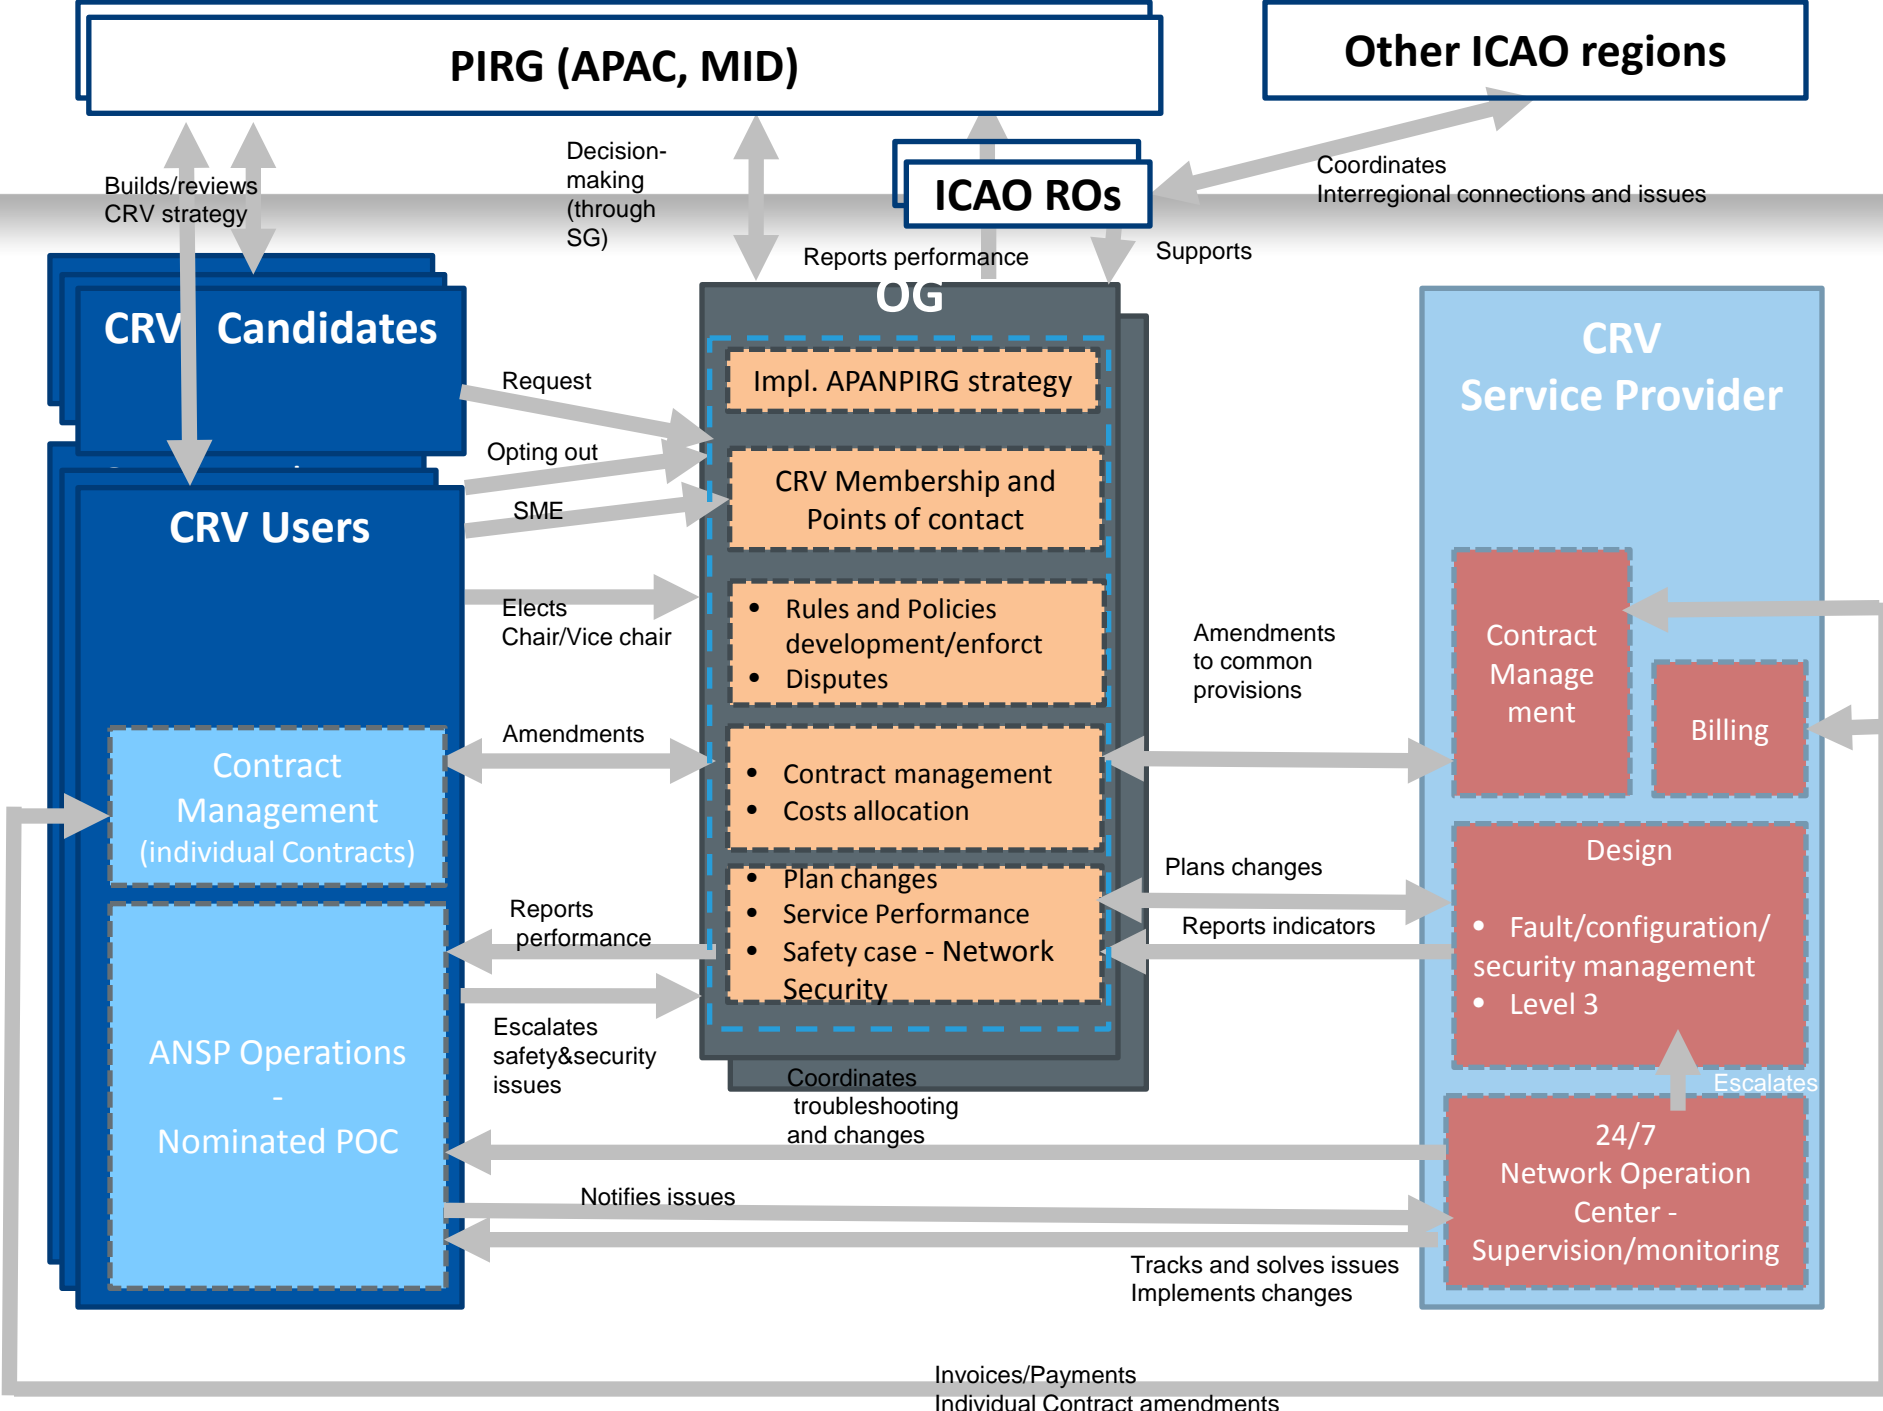 PIRG (APAC, MID)
Other ICAO regions
Builds/reviews
CRV strategy
Decision-
making
(through
SG)
ICAO ROs
Coordinates
Interregional connections and issues
Reports performance
Supports
CRV Candidates
Request
Opting out
SME
CRV Users
Elects
Chair/Vice chair
Amendments
Contract
Management
(individual Contracts)
Reports
performance
Escalates
safety&security
issues
ANSP Operations
-
Nominated POC
OG
Impl. APANPIRG strategy
CRV Membership and
Points of contact
• Rules and Policies
development/enforct
• Disputes
• Contract management
• Costs allocation
• Plan changes
• Service Performance
• Safety case - Network
Security
Amendments
to common
provisions
Plans changes
Reports indicators
CRV
Service Provider
Contract
Manage
ment
Billing
Design
• Fault/configuration/
security management
• Level 3
Escalates
24/7
Network Operation
Center -
Supervision/monitoring
Coordinates
troubleshooting
and changes
Notifies issues
Tracks and solves issues
Implements changes
Invoices/Payments
Individual Contract amendments